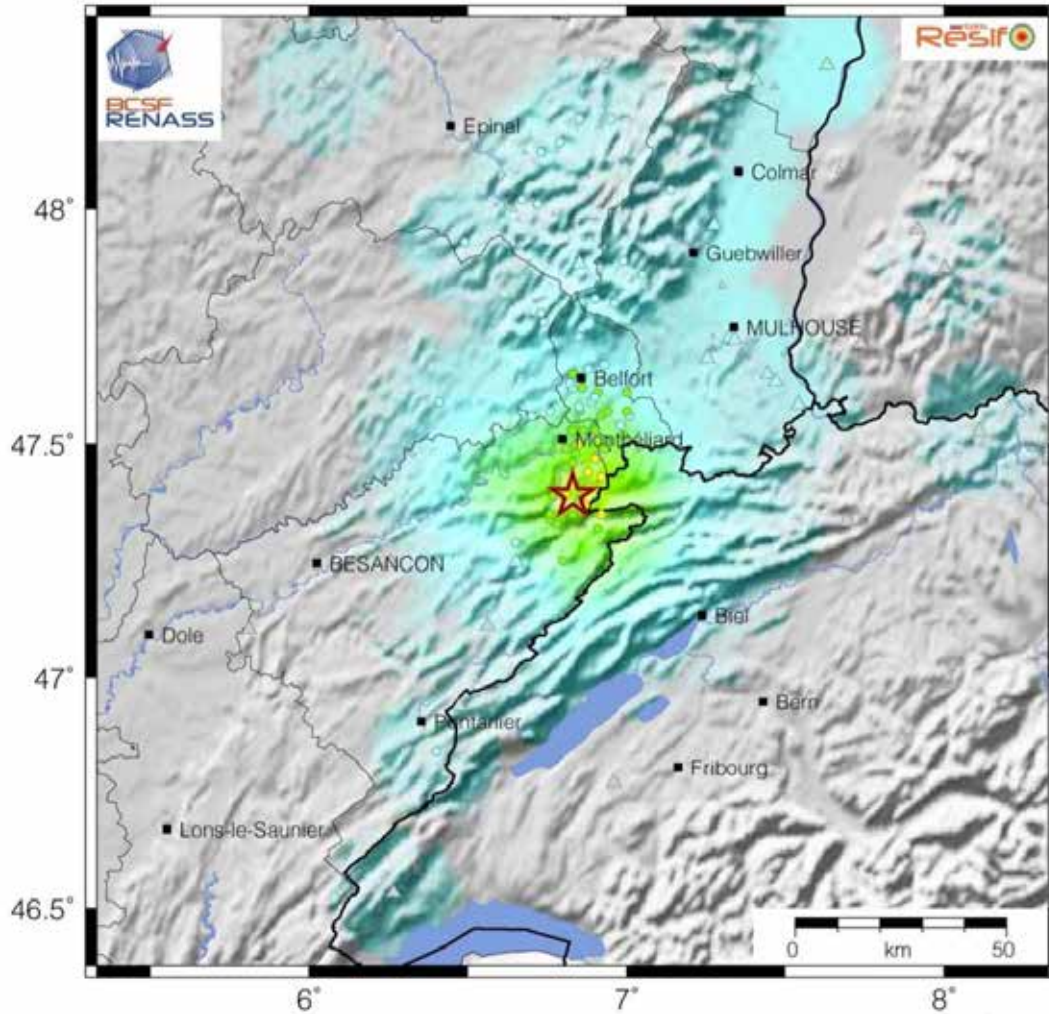 BCSF
RENASS
Résif
Epinal
Colmar
48°
Guebwiller
MULHOUSE
Belfort
Montbéliard
47.5°
BESANCON
Biel
Dole
47°
Bern
Pontarlier
Fribourg
Lons-le-Saunier
46.5°
0 50
km
6° 7° 8°